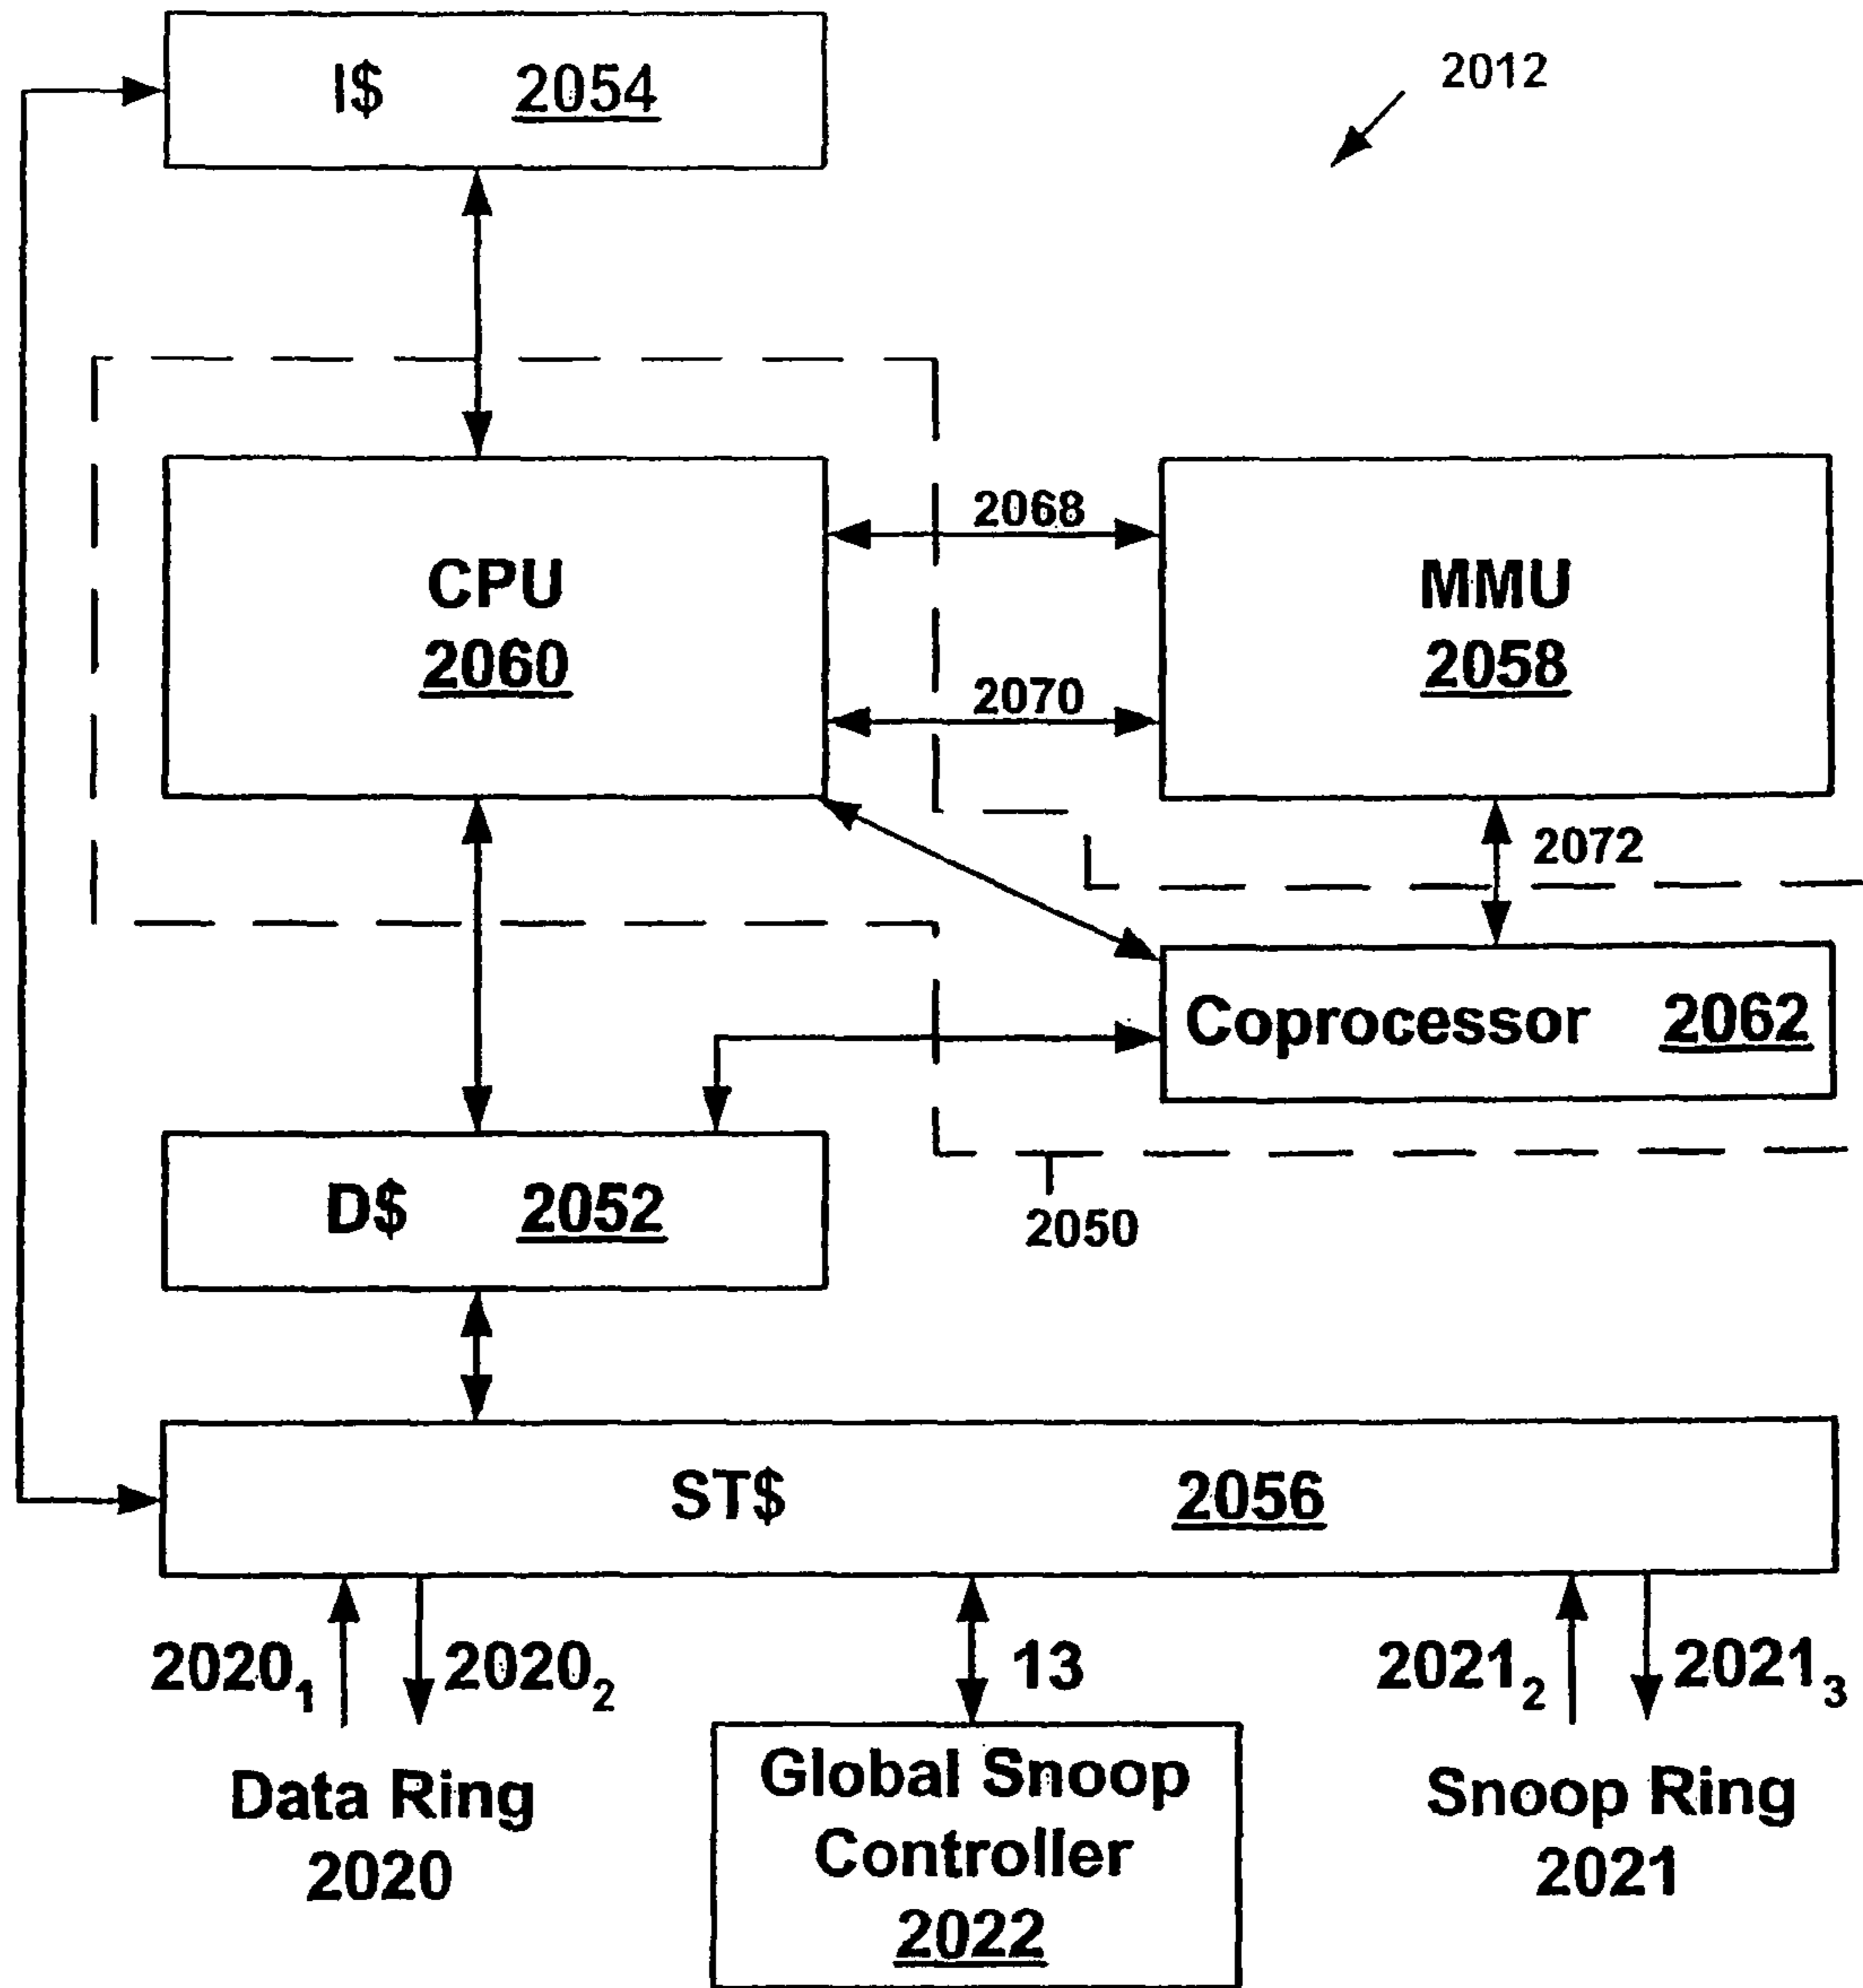 I$ 2054
2012
CPU
2060
2068
2070
MMU
2058
2072
Coprocessor 2062
D$ 2052
2050
ST$ 2056
2020₁
2020₂
13
2021₂
2021₃
Data Ring
2020
Global Snoop
Controller
2022
Snoop Ring
2021